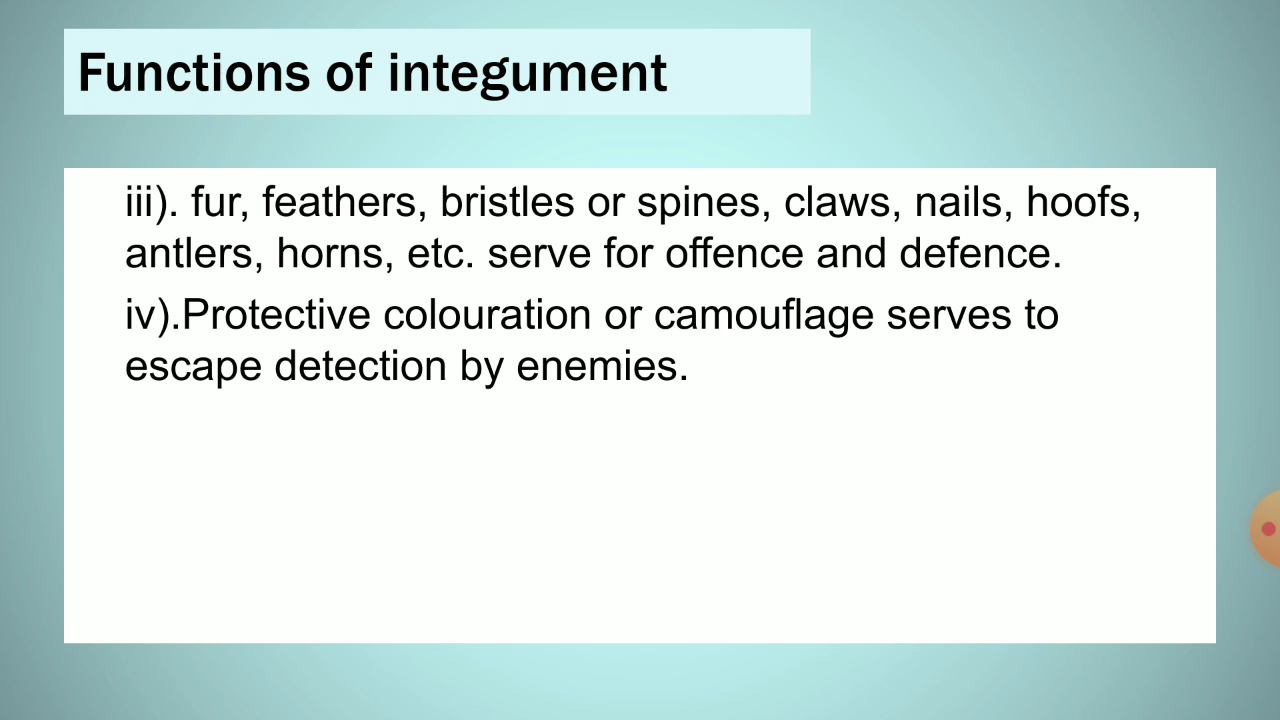 Functions of integument
iii). fur, feathers, bristles or spines, claws, nails, hoofs,
antlers, horns, etc. serve for offence and defence.
iv).Protective colouration or camouflage serves to
escape detection by enemies.